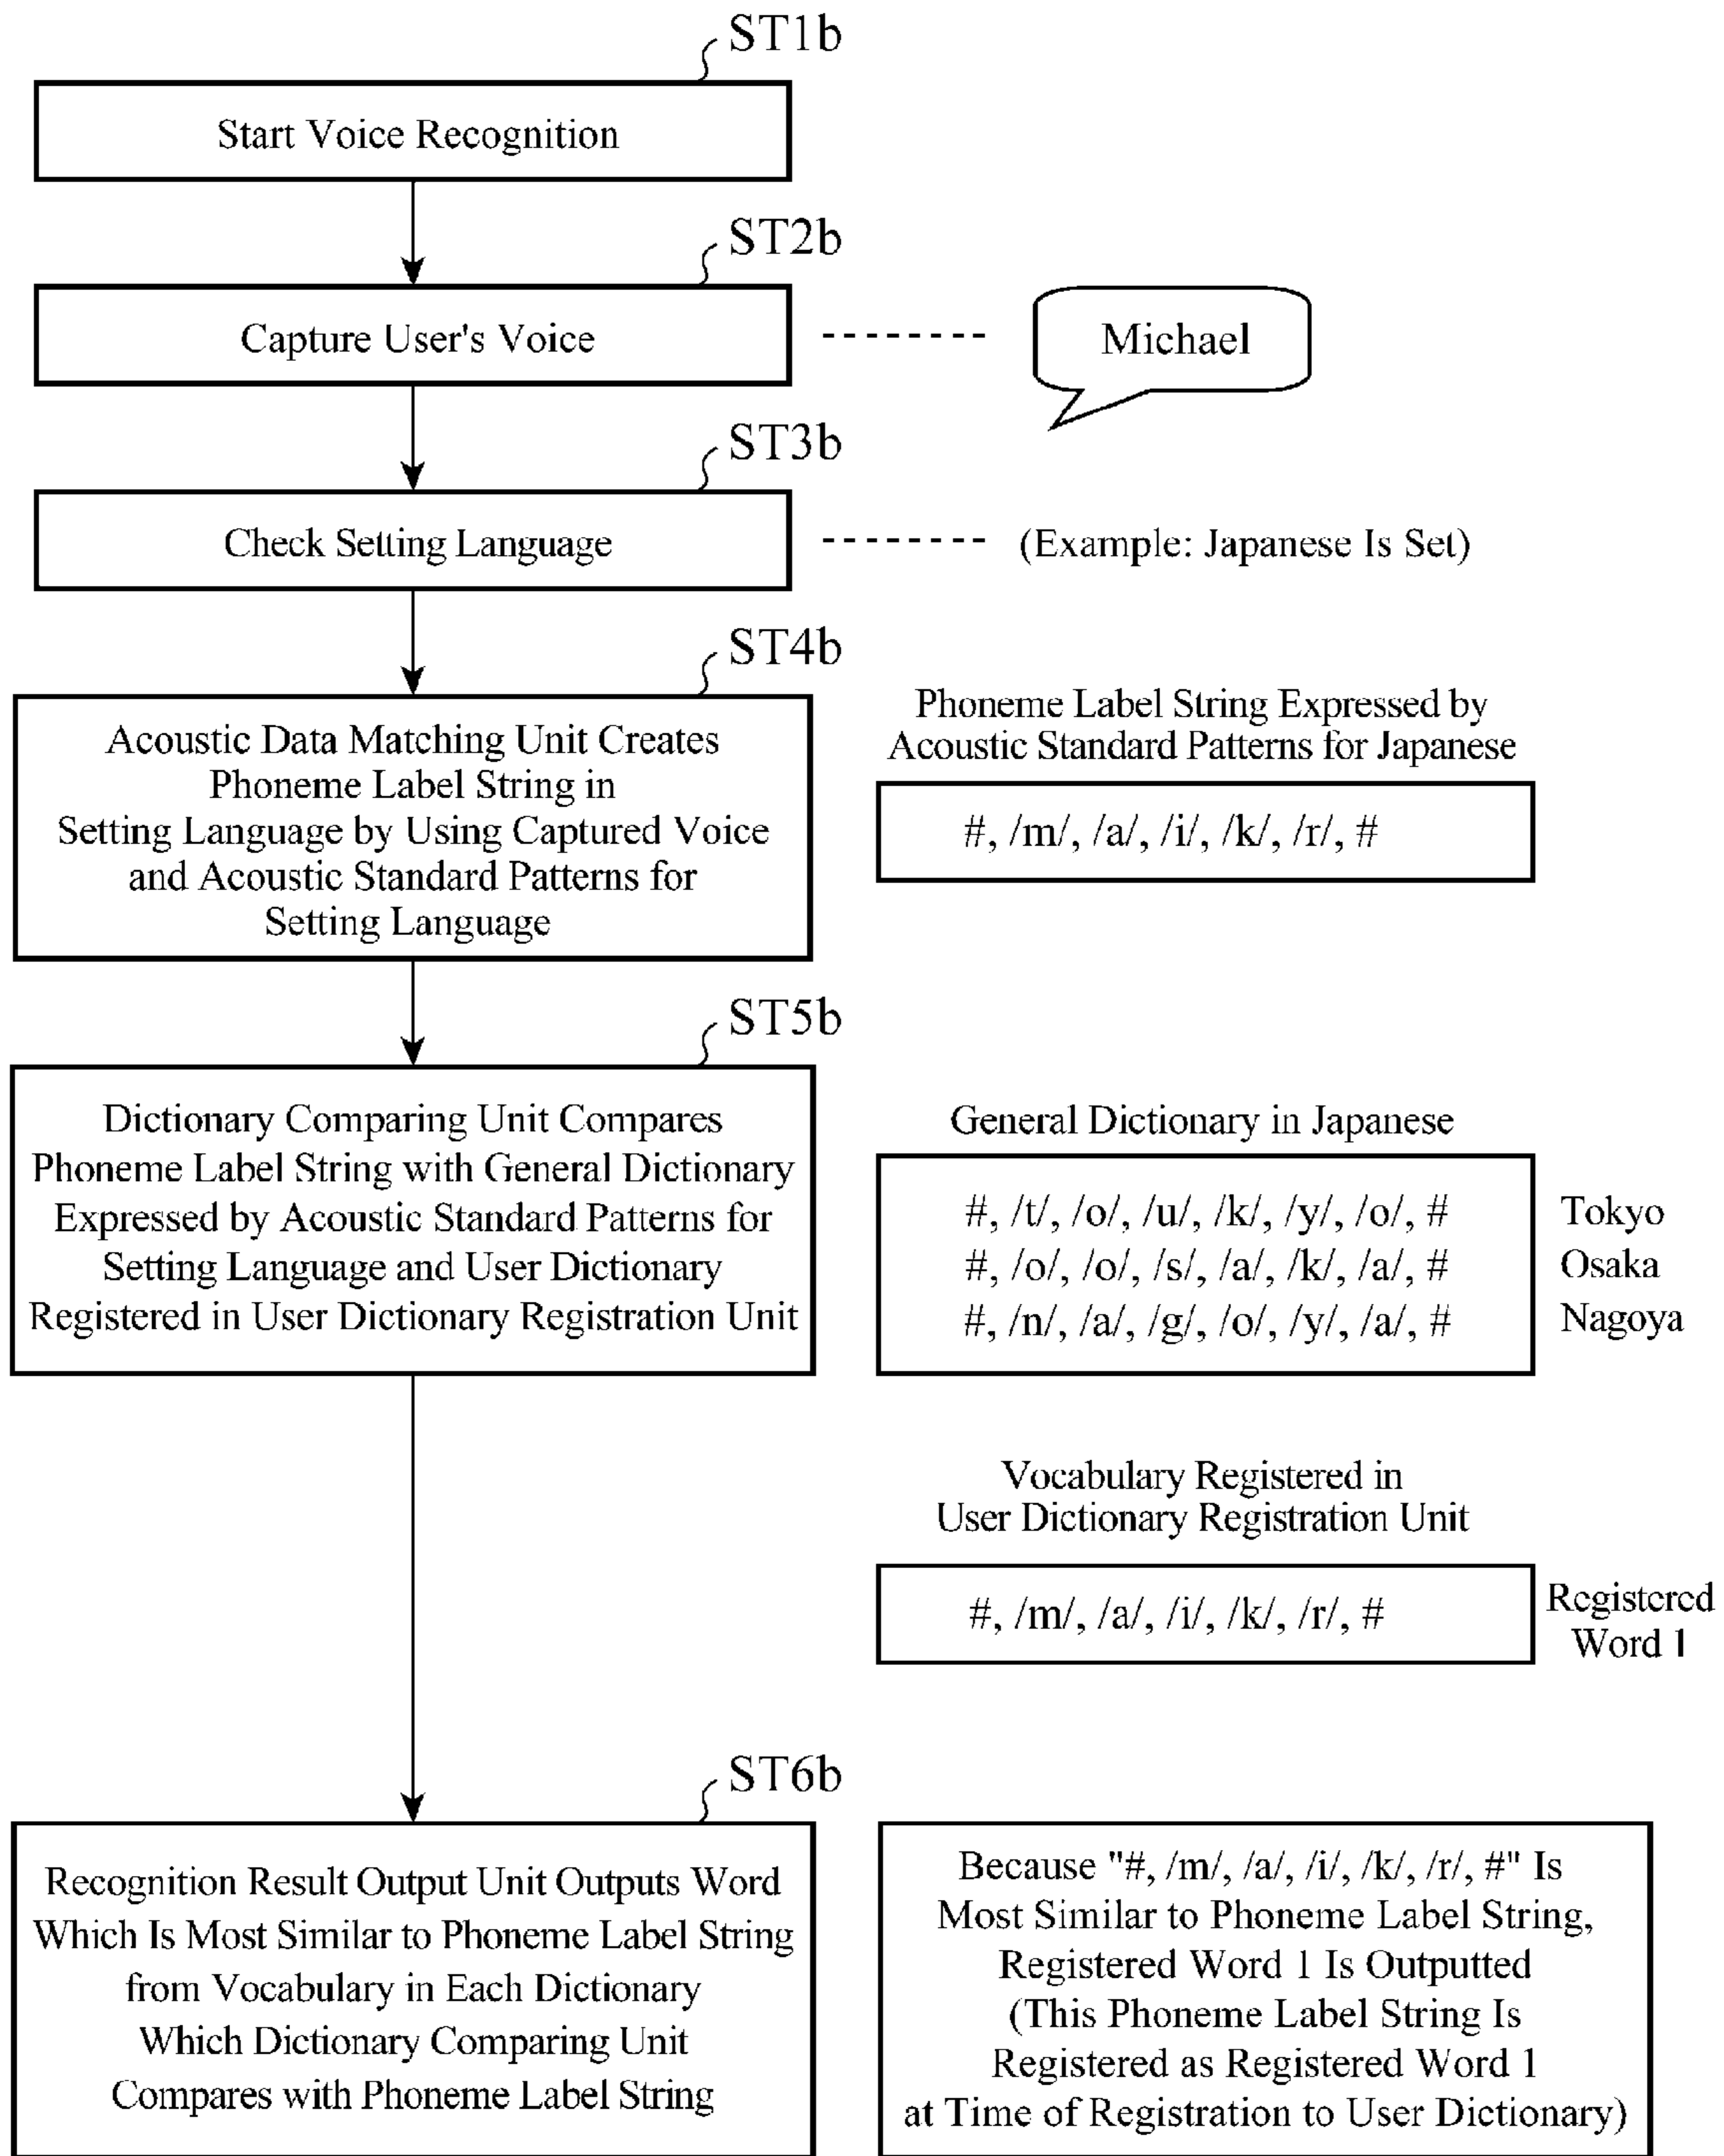 ST1b
Start Voice Recognition
ST2b
Capture User's Voice
Michael
ST3b
Check Setting Language
(Example: Japanese Is Set)
ST4b
Acoustic Data Matching Unit Creates
Phoneme Label String in
Setting Language by Using Captured Voice
and Acoustic Standard Patterns for
Setting Language
Phoneme Label String Expressed by
Acoustic Standard Patterns for Japanese
#, /m/, /a/, /i/, /k/, /r/, #
ST5b
Dictionary Comparing Unit Compares
Phoneme Label String with General Dictionary
Expressed by Acoustic Standard Patterns for
Setting Language and User Dictionary
Registered in User Dictionary Registration Unit
General Dictionary in Japanese
#, /t/, /o/, /u/, /k/, /y/, /o/, # Tokyo
#, /o/, /o/, /s/, /a/, /k/, /a/, # Osaka
#, /n/, /a/, /g/, /o/, /y/, /a/, # Nagoya
Vocabulary Registered in
User Dictionary Registration Unit
#, /m/, /a/, /i/, /k/, /r/, #
Registered
Word 1
ST6b
Recognition Result Output Unit Outputs Word
Which Is Most Similar to Phoneme Label String
from Vocabulary in Each Dictionary
Which Dictionary Comparing Unit
Compares with Phoneme Label String
Because "#, /m/, /a/, /i/, /k/, /r/, #" Is
Most Similar to Phoneme Label String,
Registered Word 1 Is Outputted
(This Phoneme Label String Is
Registered as Registered Word 1
at Time of Registration to User Dictionary)